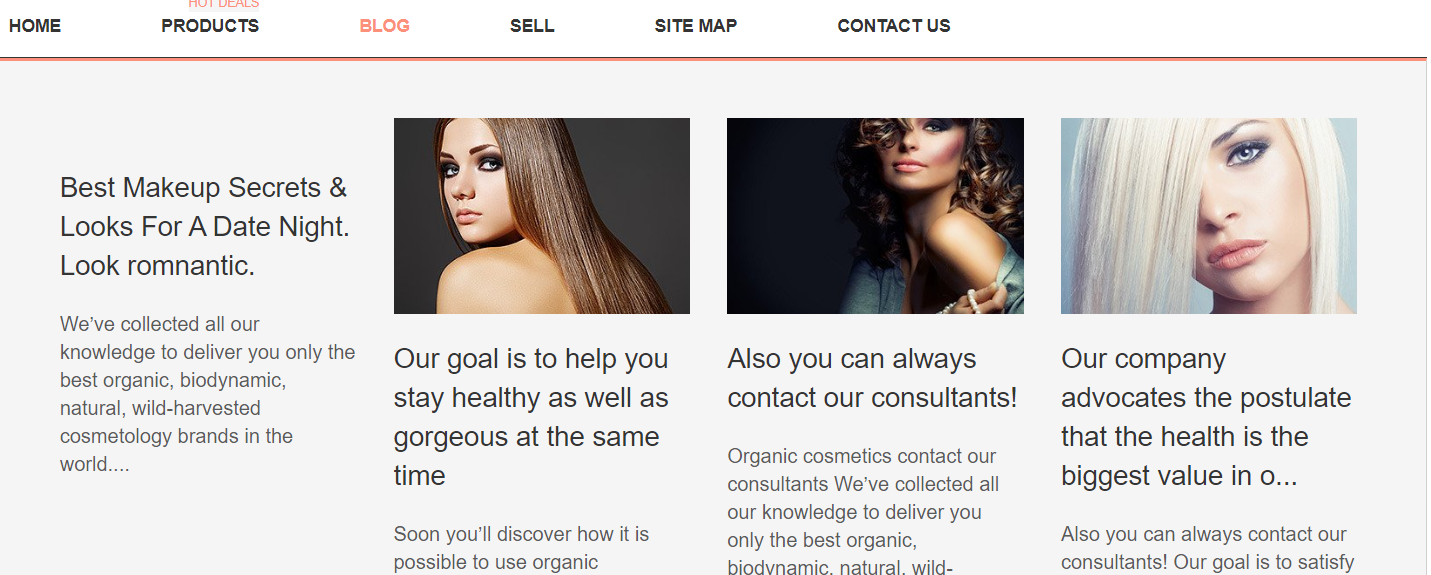 HOT DEALS
HOME PRODUCTS BLOG SELL SITE MAP CONTACT US
Best Makeup Secrets &
Looks For A Date Night.
Look romnantic.
We’ve collected all our
knowledge to deliver you only the
best organic, biodynamic,
natural, wild-harvested
cosmetology brands in the
world....
Our goal is to help you
stay healthy as well as
gorgeous at the same
time
Soon you’ll discover how it is
possible to use organic
Also you can always
contact our consultants!
Organic cosmetics contact our
consultants We’ve collected all
our knowledge to deliver you
only the best organic,
biodynamic, natural, wild-
Our company
advocates the postulate
that the health is the
biggest value in o...
Also you can always contact our
consultants! Our goal is to satisfy